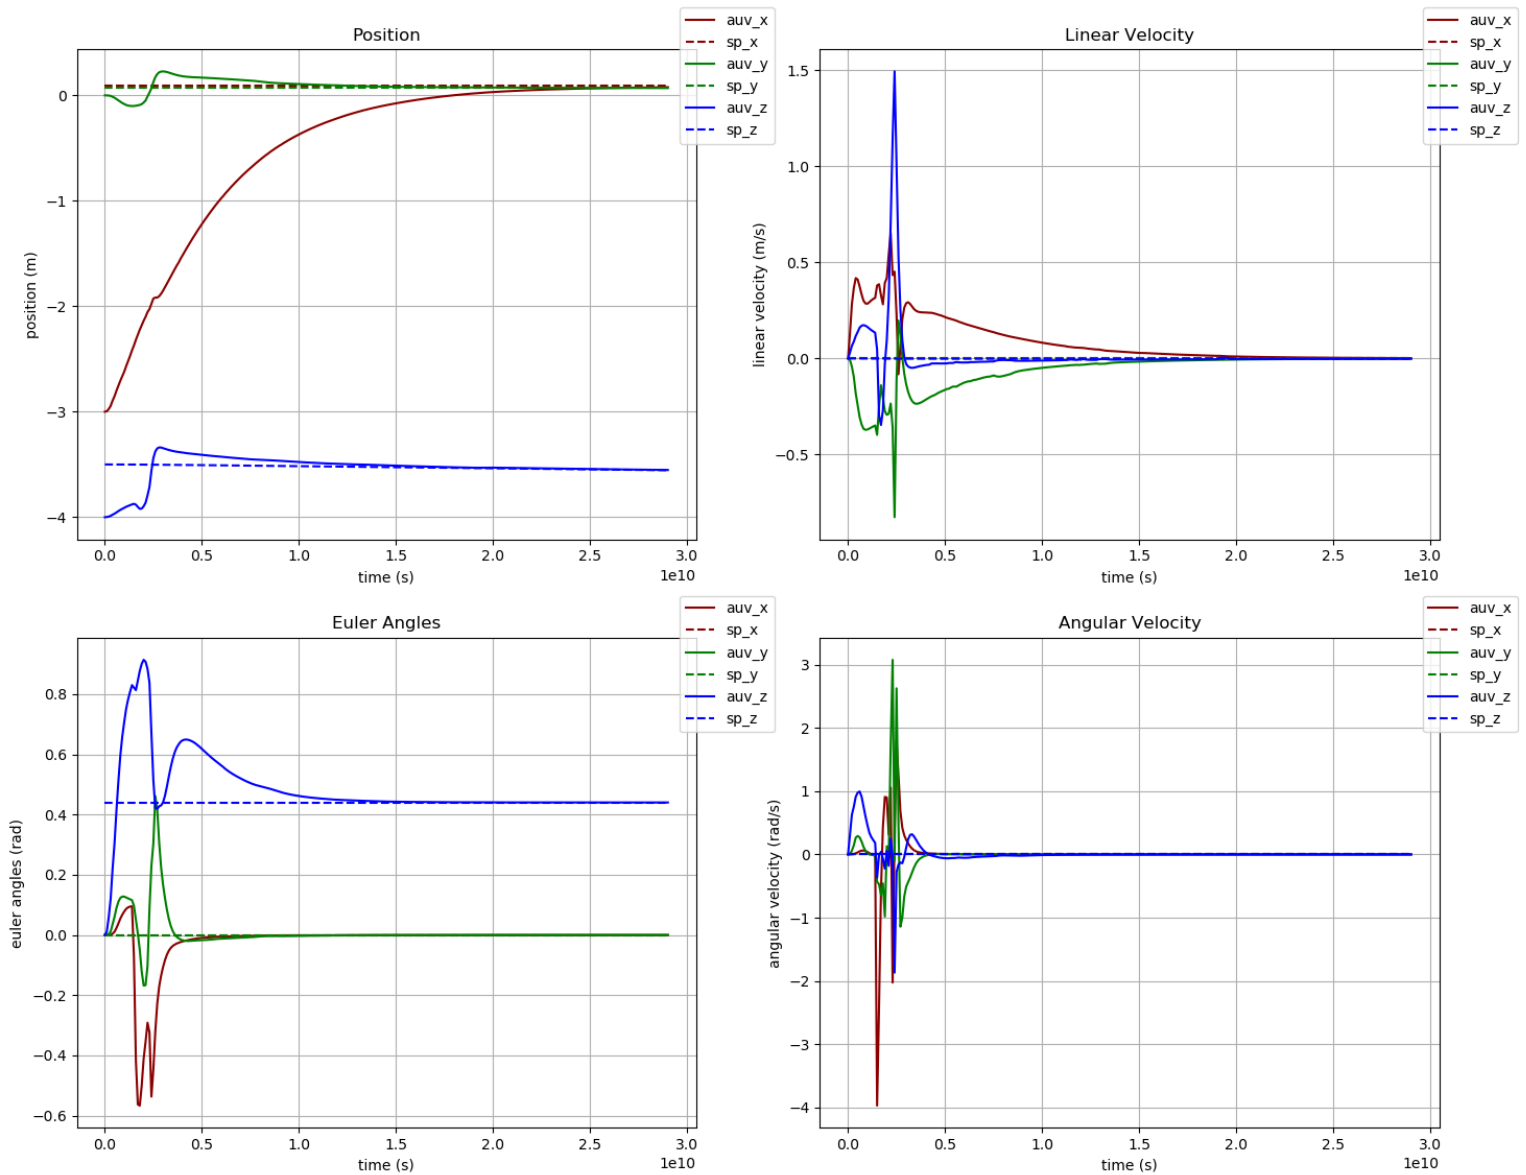 Position
auv_x
sp_x
auv_y
sp_y
auv_z
sp_z
0
−1
−2
−3
−4
position (m)
0.0 0.5 1.0 1.5 2.0 2.5 3.0
1e10
time (s)
Linear Velocity
auv_x
sp_x
auv_y
sp_y
auv_z
sp_z
1.5
1.0
0.5
0.0
−0.5
linear velocity (m/s)
0.0 0.5 1.0 1.5 2.0 2.5 3.0
1e10
time (s)
Euler Angles
auv_x
sp_x
auv_y
sp_y
auv_z
sp_z
0.8
0.6
0.4
0.2
0.0
−0.2
−0.4
−0.6
euler angles (rad)
0.0 0.5 1.0 1.5 2.0 2.5 3.0
1e10
time (s)
Angular Velocity
auv_x
sp_x
auv_y
sp_y
auv_z
sp_z
3
2
1
0
−1
−2
−3
−4
angular velocity (rad/s)
0.0 0.5 1.0 1.5 2.0 2.5 3.0
1e10
time (s)